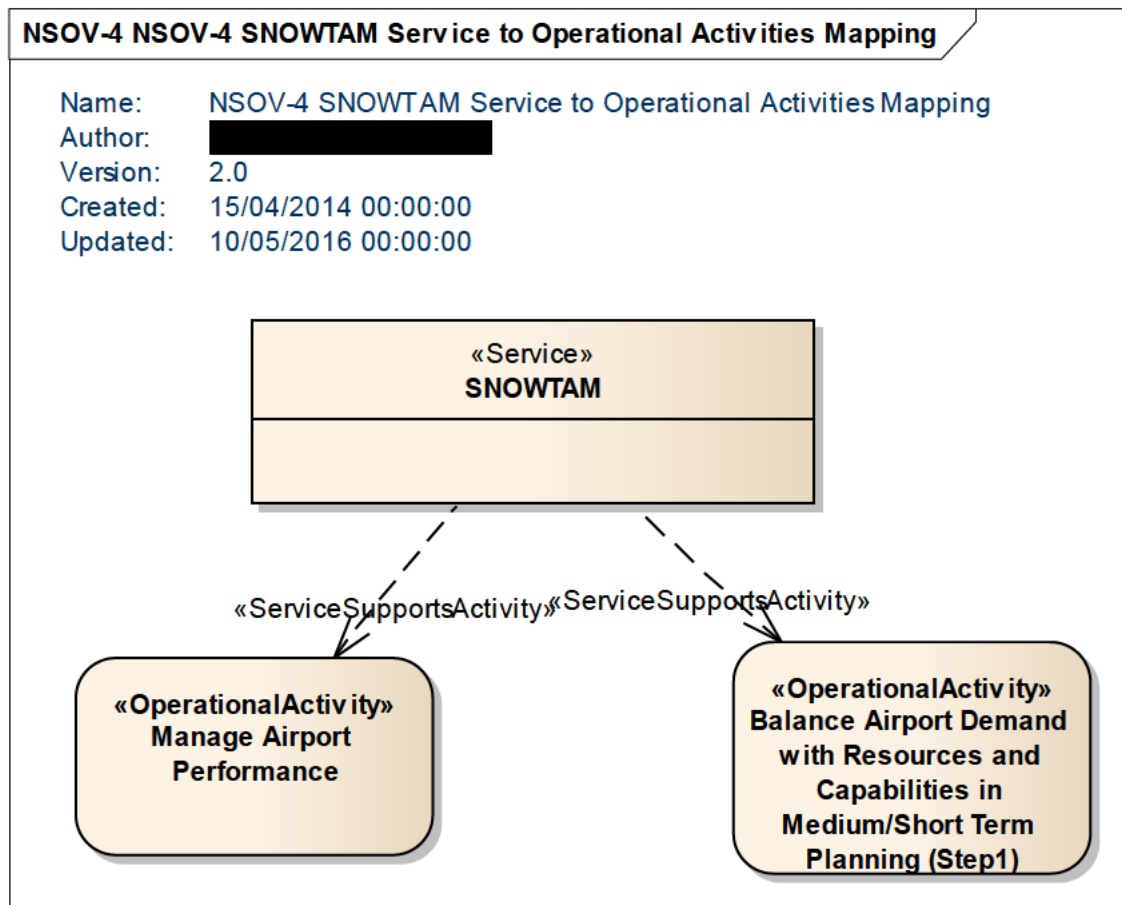 NSOV-4 NSOV-4 SNOWTAM Service to Operational Activities Mapping
Name: NSOV-4 SNOWTAM Service to Operational Activities Mapping
Author:
Version: 2.0
Created: 15/04/2014 00:00:00
Updated: 10/05/2016 00:00:00
«Service»
SNOWTAM
«ServiceSupportsActivity»
«ServiceSupportsActivity»
«OperationalActivity»
Manage Airport
Performance
«OperationalActivity»
Balance Airport Demand
with Resources and
Capabilities in
Medium/Short Term
Planning (Step1)